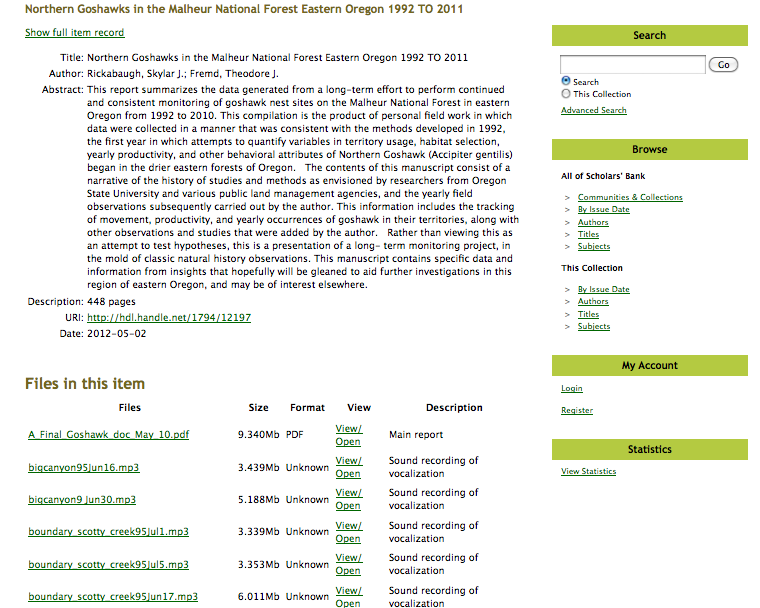 Northern Goshawks in the Malheur National Forest Eastern Oregon 1992 TO 2011
Show full item record
Title: Northern Goshawks in the Malheur National Forest Eastern Oregon 1992 TO 2011
Author: Rickabaugh, Skylar J.; Fremd, Theodore J.
Abstract: This report summarizes the data generated from a long-term effort to perform continued
and consistent monitoring of goshawk nest sites on the Malheur National Forest in eastern
Oregon from 1992 to 2010. This compilation is the product of personal field work in which
data were collected in a manner that was consistent with the methods developed in 1992,
the first year in which attempts to quantify variables in territory usage, habitat selection,
yearly productivity, and other behavioral attributes of Northern Goshawk (Accipiter gentilis)
began in the drier eastern forests of Oregon. The contents of this manuscript consist of a
narrative of the history of studies and methods as envisioned by researchers from Oregon
State University and various public land management agencies, and the yearly field
observations subsequently carried out by the author. This information includes the tracking
of movement, productivity, and yearly occurrences of goshawk in their territories, along with
other observations and studies that were added by the author. Rather than viewing this as
an attempt to test hypotheses, this is a presentation of a long- term monitoring project, in
the mold of classic natural history observations. This manuscript contains specific data and
information from insights that hopefully will be gleaned to aid further investigations in this
region of eastern Oregon, and may be of interest elsewhere.
Description: 448 pages
URI: http://hdl.handle.net/1794/12197
Date: 2012-05-02
Files in this item
Files Size Format View Description
A_Final_Goshawk_doc_May_10.pdf 9.340Mb PDF View/ Main report
Open
bigcanyon95Jun16.mp3 3.439Mb Unknown View/ Sound recording of
Open vocalization
bigcanyon9 Jun30.mp3 5.188Mb Unknown View/ Sound recording of
Open vocalization
boundary_scotty_creek95Jul1.mp3 3.339Mb Unknown View/ Sound recording of
Open vocalization
boundary_scotty_creek95Jul5.mp3 3.353Mb Unknown View/ Sound recording of
Open vocalization
boundary_scotty_creek95Jun17.mp3 6.011Mb Unknown View/ Sound recording of
Open vocalization
Search
Go
Search
This Collection
Advanced Search
Browse
All of Scholars' Bank
> Communities & Collections
> By Issue Date
> Authors
> Titles
> Subjects
This Collection
> By Issue Date
> Authors
> Titles
> Subjects
My Account
Login
Register
Statistics
View Statistics